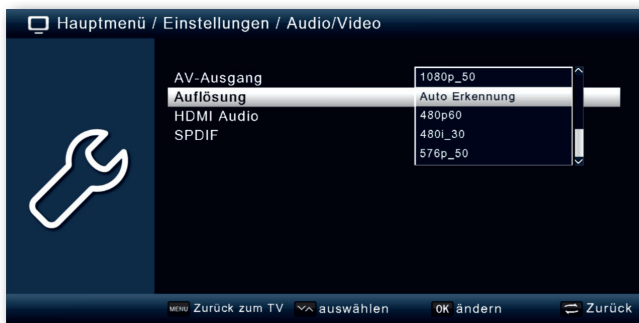 Hauptmenü / Einstellungen / Audio/Video
AV-Ausgang
1080p_50
Auflösung
Auto Erkennung
HDMI Audio
480p60
SPDIF
480i_30
576p_50
MENU Zurück zum TV auswählen OK ändern Zurück